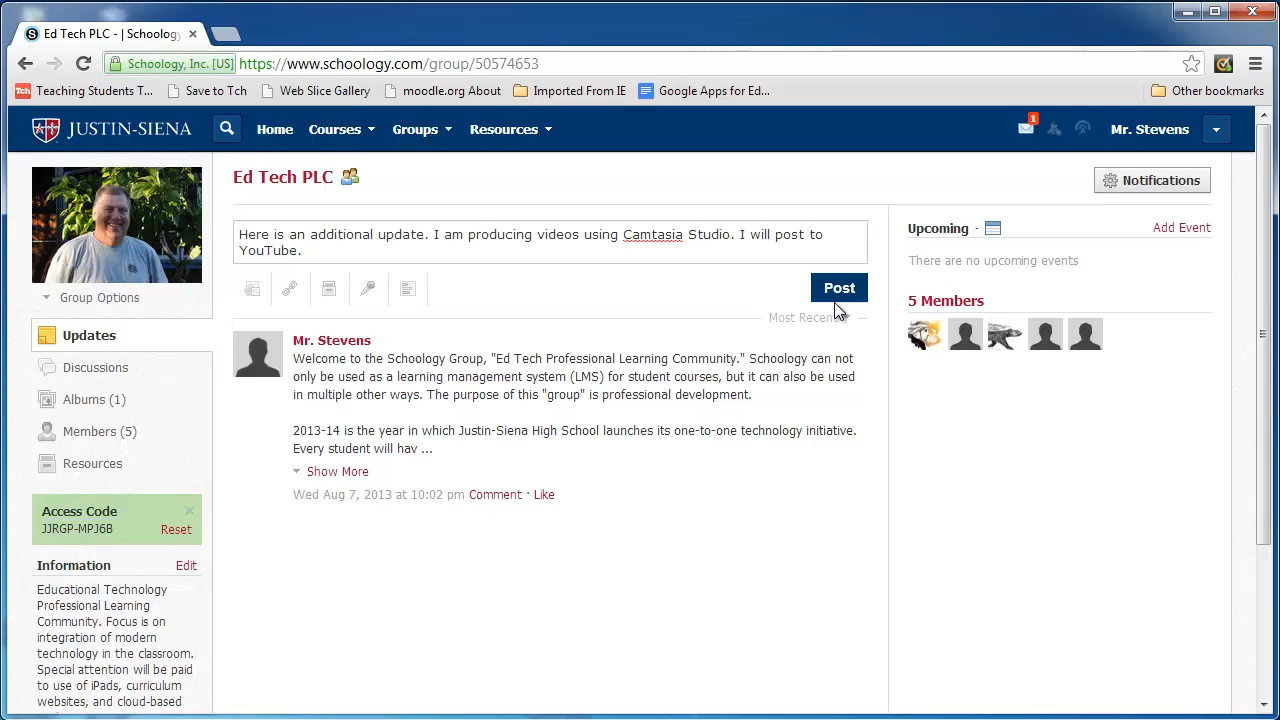 Ed Tech PLC - | Schoology
Schoology, Inc. [US] https://www.schoology.com/group/50574653
Tch Teaching Students T... Save to Tch Web Slice Gallery moodle.org About Imported From IE Google Apps for Ed... Other bookmarks
JUSTIN-SIENA Home Courses Groups Resources 1 Mr. Stevens
Ed Tech PLC
Notifications
Here is an additional update. I am producing videos using Camtasia Studio. I will post to
YouTube.
Post
Most Recent
Mr. Stevens
Welcome to the Schoology Group, "Ed Tech Professional Learning Community." Schoology can not
only be used as a learning management system (LMS) for student courses, but it can also be used
in multiple other ways. The purpose of this "group" is professional development.
2013-14 is the year in which Justin-Siena High School launches its one-to-one technology initiative.
Every student will hav ...
Show More
Wed Aug 7, 2013 at 10:02 pm Comment · Like
Upcoming - Add Event
There are no upcoming events
5 Members
Group Options
Updates
Discussions
Albums (1)
Members (5)
Resources
Access Code
JJRGP-MPJ6B Reset
Information Edit
Educational Technology
Professional Learning
Community. Focus is on
integration of modern
technology in the classroom.
Special attention will be paid
to use of iPads, curriculum
websites, and cloud-based